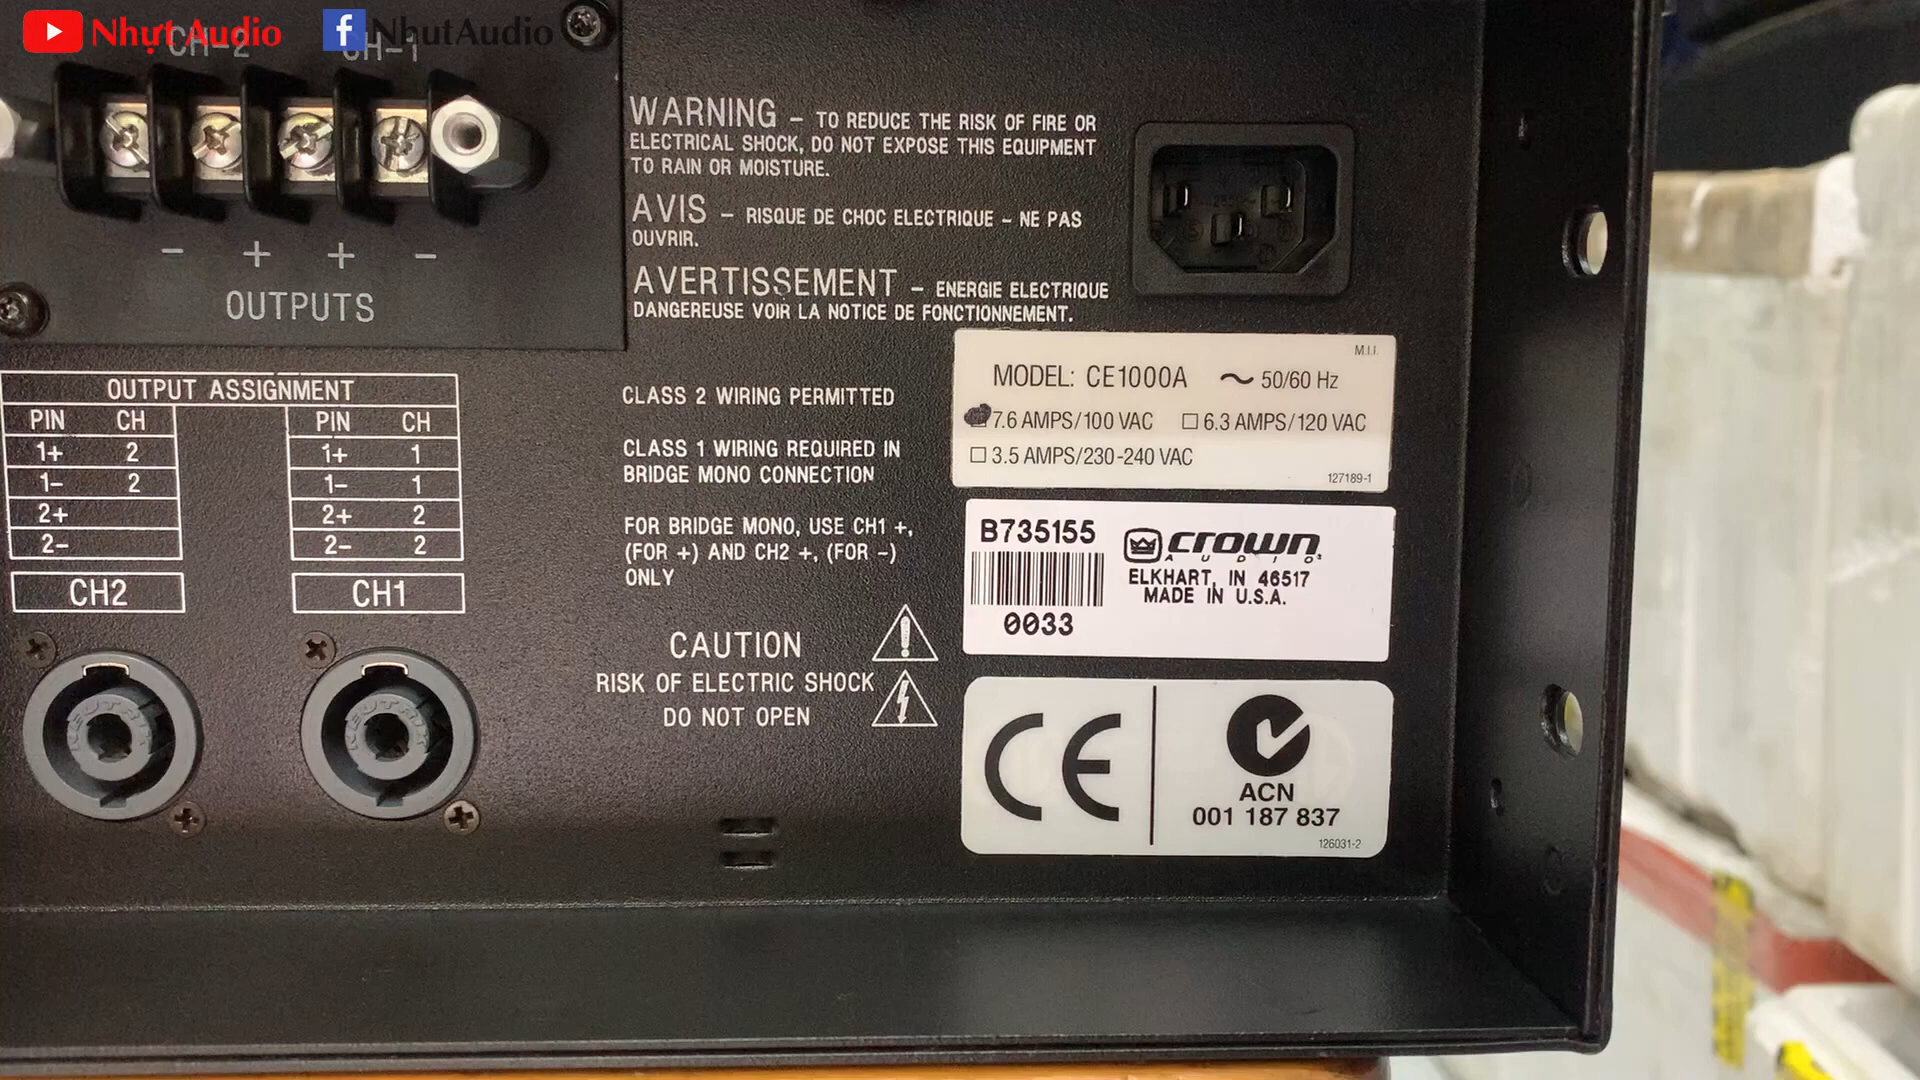 Nhựt Audio
NhutAudio
CH-2
CH-1
- + + -
OUTPUTS
WARNING - TO REDUCE THE RISK OF FIRE OR
ELECTRICAL SHOCK, DO NOT EXPOSE THIS EQUIPMENT
TO RAIN OR MOISTURE.
AVIS - RISQUE DE CHOC ELECTRIQUE - NE PAS
OUVRIR.
AVERTISSEMENT - ENERGIE ELECTRIQUE
DANGEREUSE VOIR LA NOTICE DE FONCTIONNEMENT.
OUTPUT ASSIGNMENT
PIN CH PIN CH
1+ 2 1+ 1
1- 2 1- 1
2+ 2+ 2
2- 2- 2
CH2
CH1
NEUTRIK
NEUTRIK
CLASS 2 WIRING PERMITTED
CLASS 1 WIRING REQUIRED IN
BRIDGE MONO CONNECTION
FOR BRIDGE MONO, USE CH1 +,
(FOR +) AND CH2 +, (FOR -)
ONLY
CAUTION
RISK OF ELECTRIC SHOCK
DO NOT OPEN
M.I.I.
MODEL: CE1000A ~ 50/60 Hz
7.6 AMPS/100 VAC □ 6.3 AMPS/120 VAC
□ 3.5 AMPS/230-240 VAC
127189-1
B735155
0033
crown
AUDIO
ELKHART, IN 46517
MADE IN U.S.A.
CE
ACN
001 187 837
126031-2